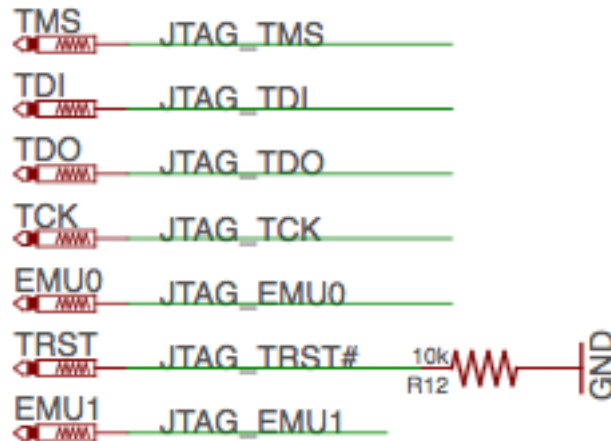 TMS JTAG_TMS
TDI JTAG_TDI
TDO JTAG_TDO
TCK JTAG_TCK
EMU0 JTAG_EMU0
TRST JTAG_TRST# 10k
R12
GND
EMU1 JTAG_EMU1